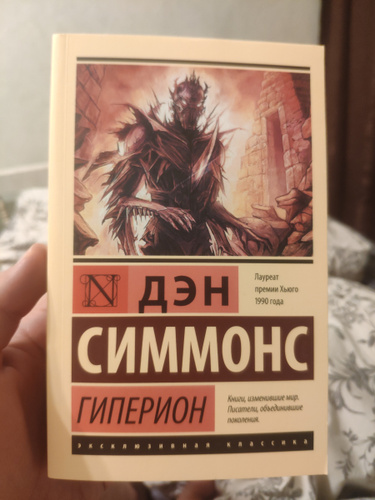 N
ДЭН
Лауреат
премии Хьюго
1990 года
СИММОНС
ГИПЕРИОН
Книги, изменившие мир.
Писатели, объединившие
поколения.
ЭКСКЛЮЗИВНАЯ КЛАССИКА